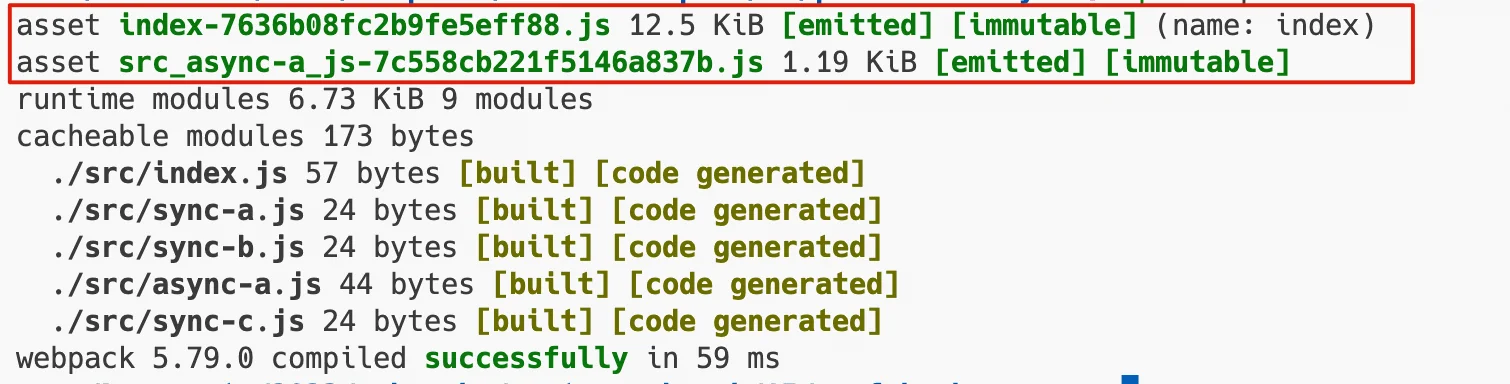 asset index-7636b08fc2b9fe5eff88.js 12.5 KiB [emitted] [immutable] (name: index)
asset src_async-a_js-7c558cb221f5146a837b.js 1.19 KiB [emitted] [immutable]
runtime modules 6.73 KiB 9 modules
cacheable modules 173 bytes
  ./src/index.js 57 bytes [built] [code generated]
  ./src/sync-a.js 24 bytes [built] [code generated]
  ./src/sync-b.js 24 bytes [built] [code generated]
  ./src/async-a.js 44 bytes [built] [code generated]
  ./src/sync-c.js 24 bytes [built] [code generated]
webpack 5.79.0 compiled successfully in 59 ms